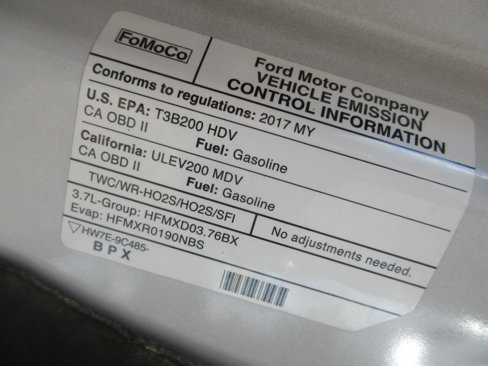 FoMoCo
Ford Motor Company
VEHICLE EMISSION
CONTROL INFORMATION
Conforms to regulations: 2017 MY
U.S. EPA: T3B200 HDV
CA OBD II Fuel: Gasoline
California: ULEV200 MDV
CA OBD II Fuel: Gasoline
TWC/WR-HO2S/HO2S/SFI
3.7L-Group: HFMXD03.76BX
Evap: HFMXR0190NBS
No adjustments needed.
HW7E-9C485-
BPX